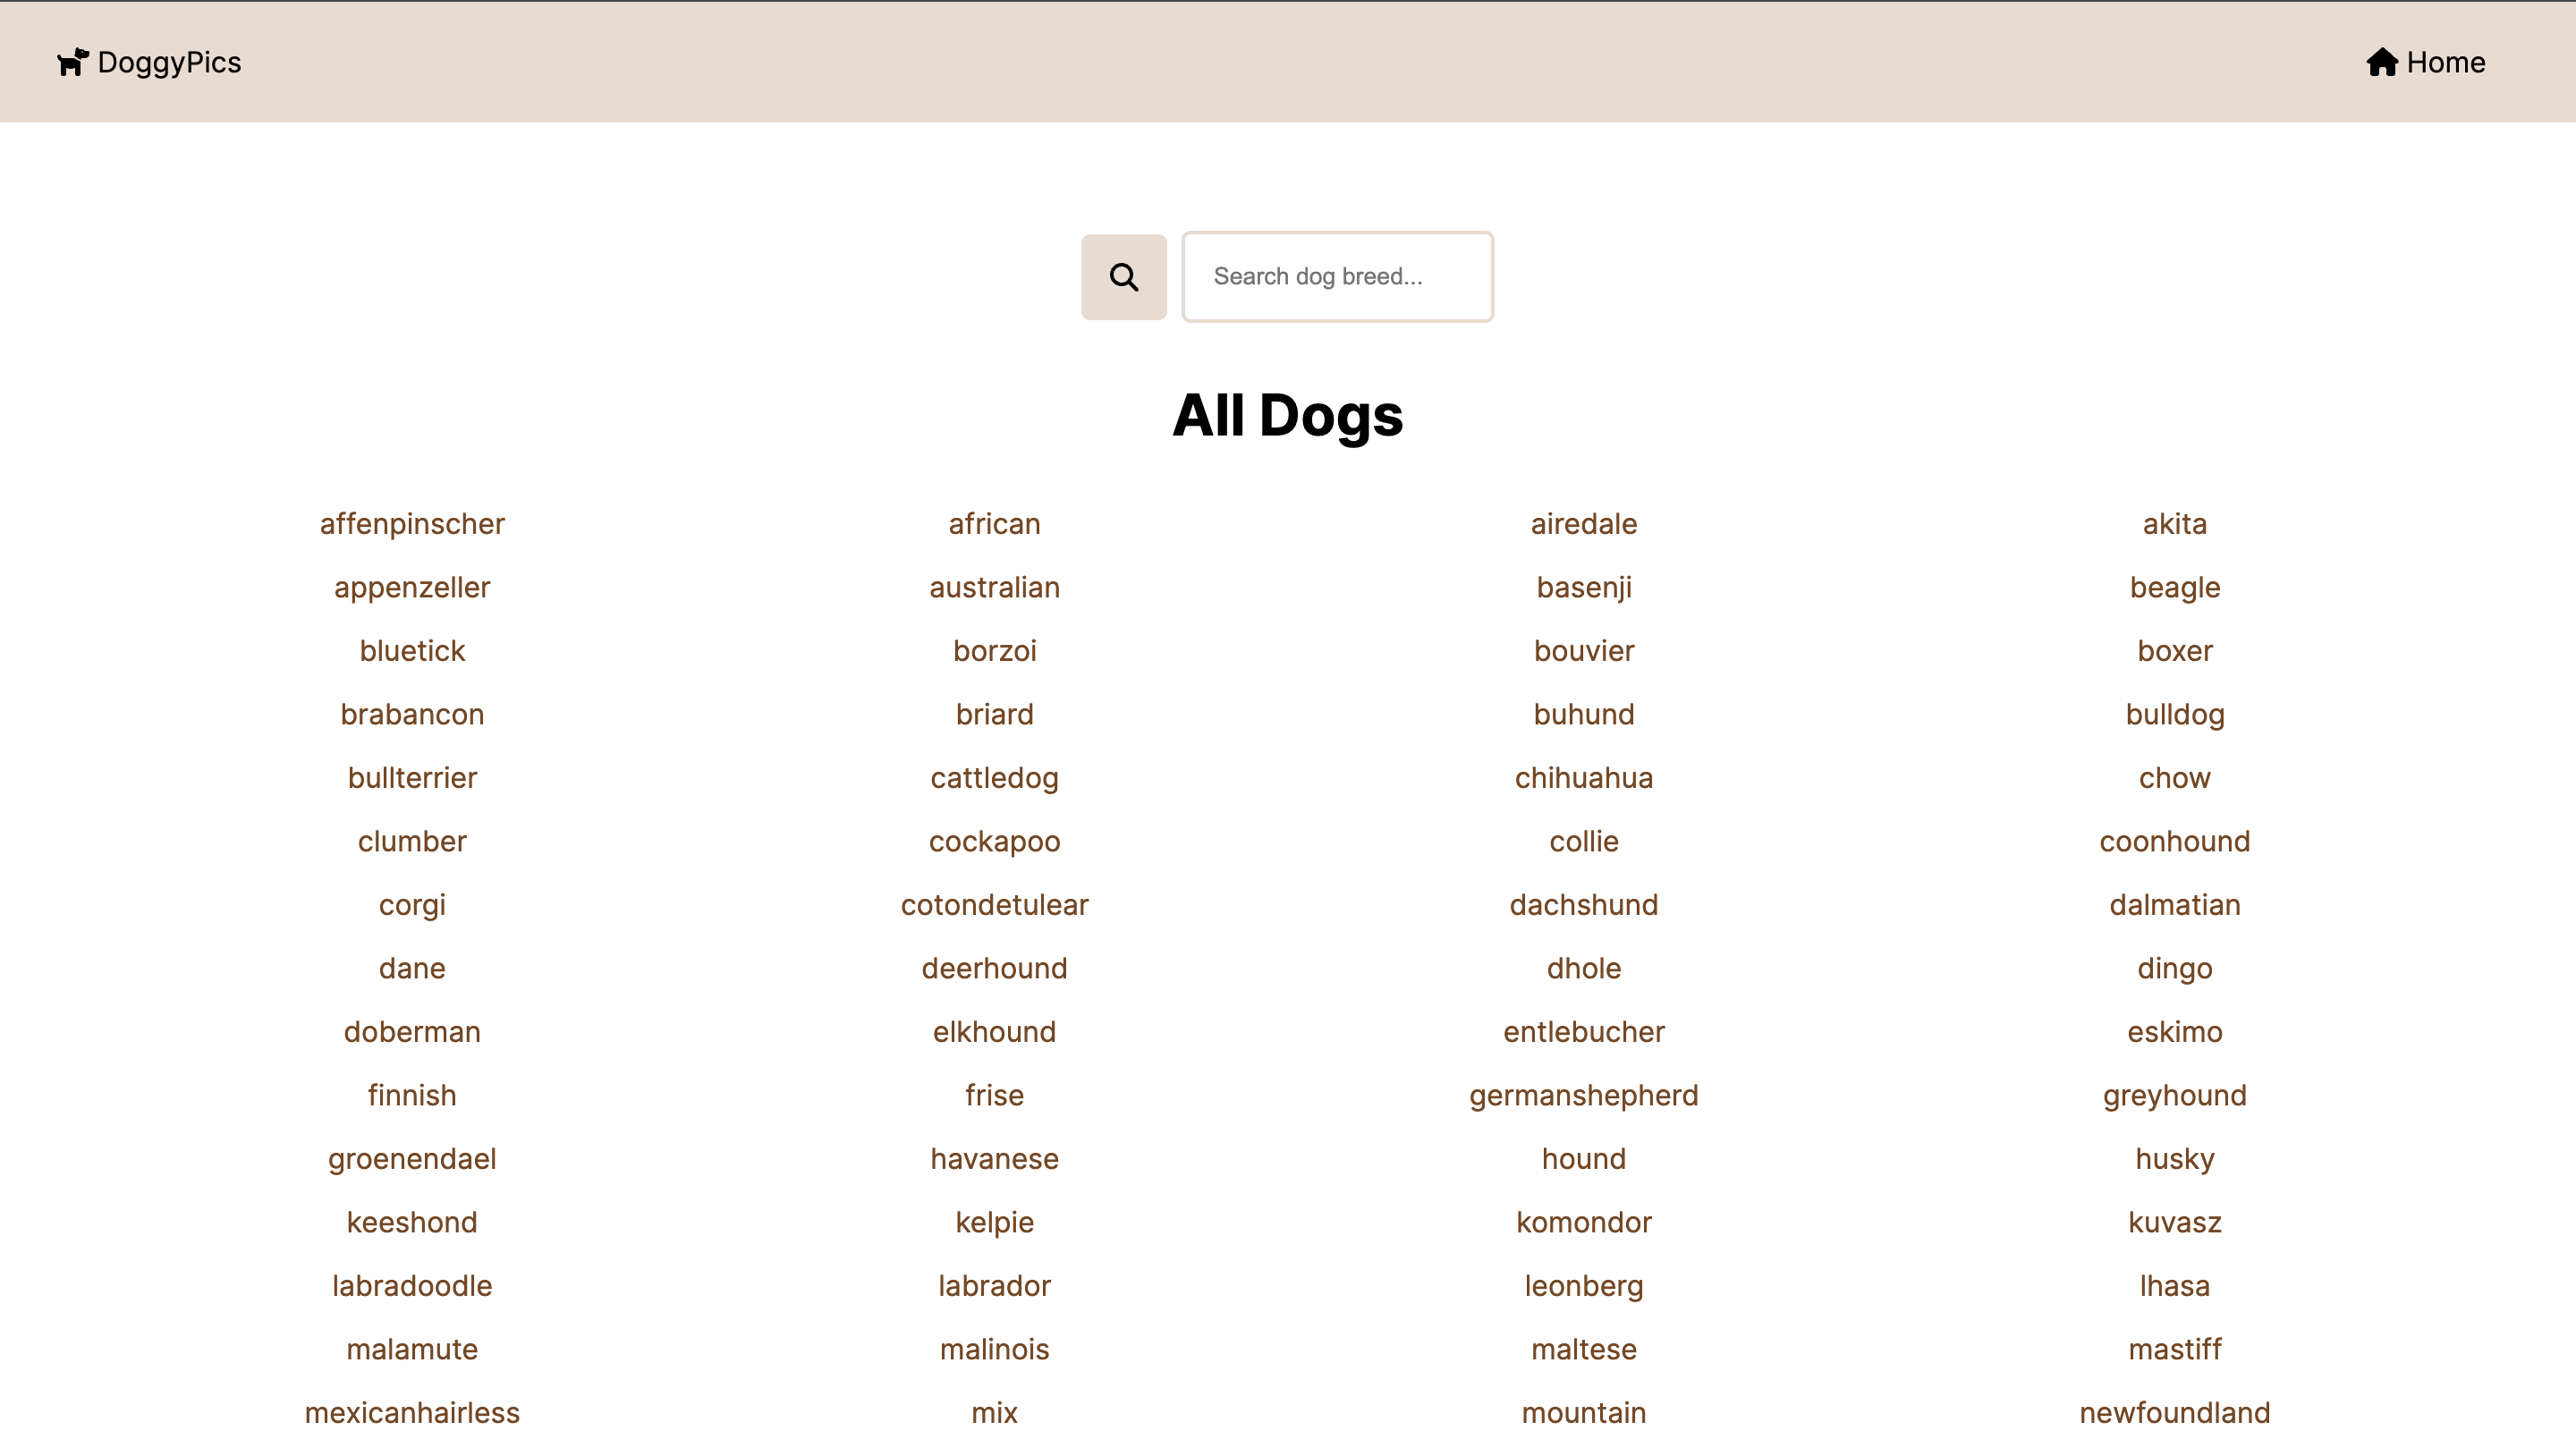 DoggyPics Home
Search dog breed...
All Dogs
affenpinscher african airedale akita
appenzeller australian basenji beagle
bluetick borzoi bouvier boxer
brabancon briard buhund bulldog
bullterrier cattledog chihuahua chow
clumber cockapoo collie coonhound
corgi cotondetulear dachshund dalmatian
dane deerhound dhole dingo
doberman elkhound entlebucher eskimo
finnish frise germanshepherd greyhound
groenendael havanese hound husky
keeshond kelpie komondor kuvasz
labradoodle labrador leonberg lhasa
malamute malinois maltese mastiff
mexicanhairless mix mountain newfoundland